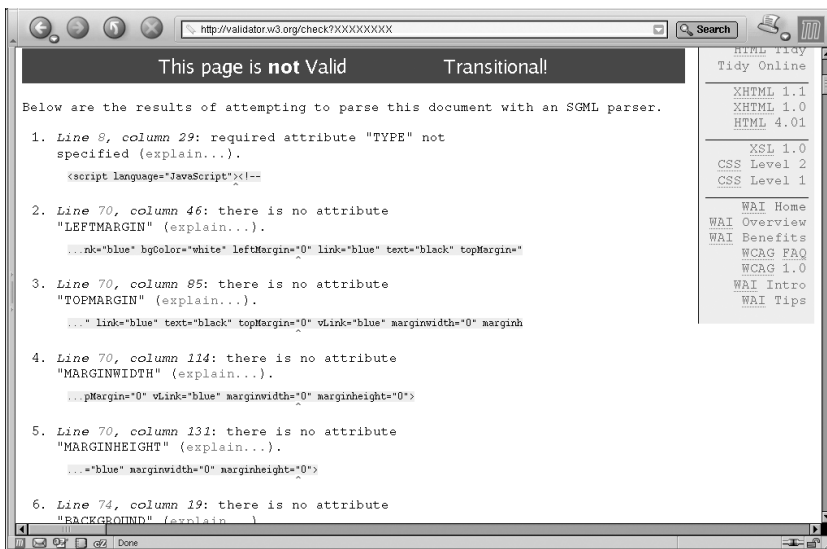 http://validator.w3.org/check?XXXXXXXX
Search
This page is not Valid Transitional!
Below are the results of attempting to parse this document with an SGML parser.
1. Line 8, column 29: required attribute "TYPE" not
specified (explain...).
<script language="JavaScript"><!--
2. Line 70, column 46: there is no attribute
"LEFTMARGIN" (explain...).
...nk="blue" bgColor="white" leftMargin="0" link="blue" text="black" topMargin="
3. Line 70, column 85: there is no attribute
"TOPMARGIN" (explain...).
..." link="blue" text="black" topMargin="0" vLink="blue" marginwidth="0" marginh
4. Line 70, column 114: there is no attribute
"MARGINWIDTH" (explain...).
...pMargin="0" vLink="blue" marginwidth="0" marginheight="0">
5. Line 70, column 131: there is no attribute
"MARGINHEIGHT" (explain...).
...="blue" marginwidth="0" marginheight="0">
6. Line 74, column 19: there is no attribute
"BACKGROUND" (explain...)
HTML Tidy
Tidy Online
XHTML 1.1
XHTML 1.0
HTML 4.01
XSL 1.0
CSS Level 2
CSS Level 1
WAI Home
WAI Overview
WAI Benefits
WCAG FAQ
WCAG 1.0
WAI Intro
WAI Tips
Done